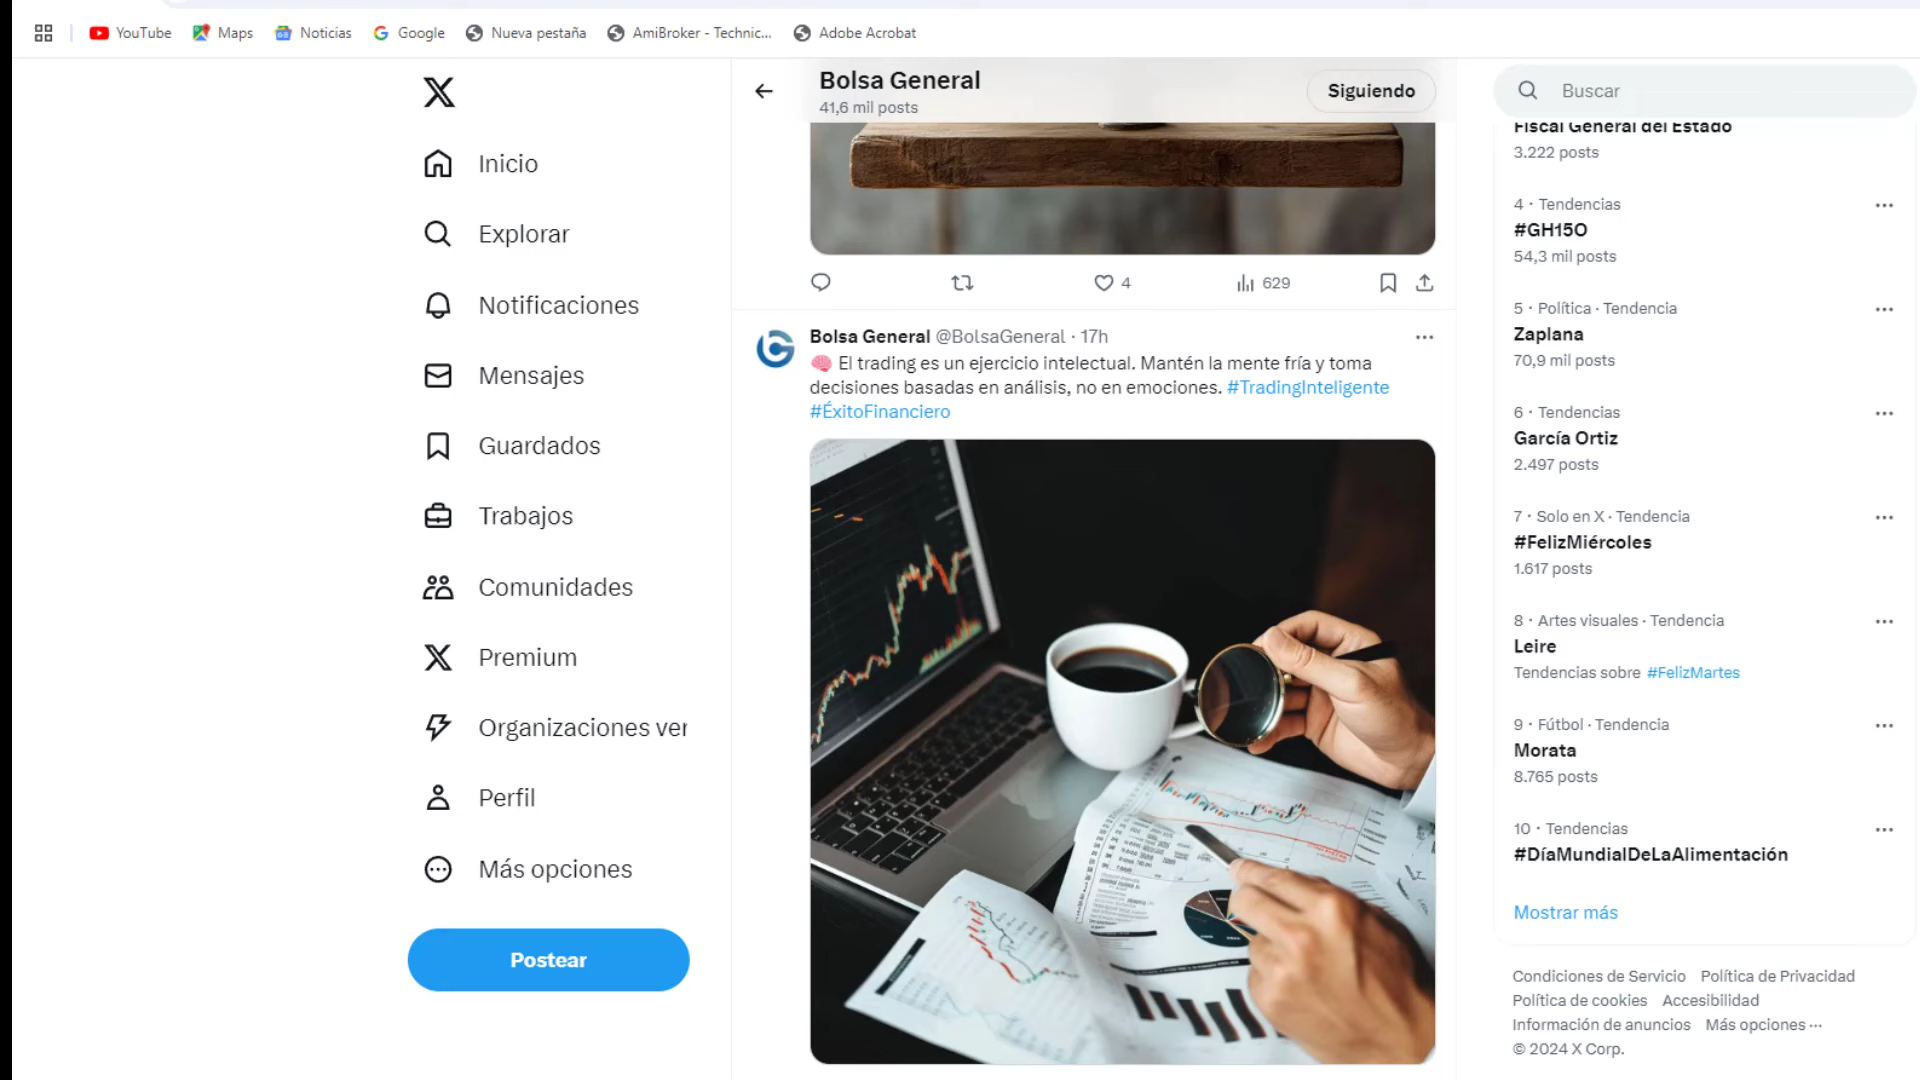 YouTube
Maps
Noticias
Google
Nueva pestaña
AmiBroker - Technic...
Adobe Acrobat
Inicio
Explorar
Notificaciones
Mensajes
Guardados
Trabajos
Comunidades
Premium
Organizaciones ver
Perfil
Más opciones
Postear
Bolsa General
41,6 mil posts
Siguiendo
4
629
Bolsa General @BolsaGeneral · 17h
El trading es un ejercicio intelectual. Mantén la mente fría y toma
decisiones basadas en análisis, no en emociones. #TradingInteligente
#ÉxitoFinanciero
Buscar
Fiscal General del Estado
3.222 posts
4 · Tendencias
#GH15O
54,3 mil posts
5 · Política · Tendencia
Zaplana
70,9 mil posts
6 · Tendencias
García Ortiz
2.497 posts
7 · Solo en X · Tendencia
#FelizMiércoles
1.617 posts
8 · Artes visuales · Tendencia
Leire
Tendencias sobre #FelizMartes
9 · Fútbol · Tendencia
Morata
8.765 posts
10 · Tendencias
#DíaMundialDeLaAlimentación
Mostrar más
Condiciones de Servicio Política de Privacidad
Política de cookies Accesibilidad
Información de anuncios Más opciones ···
© 2024 X Corp.